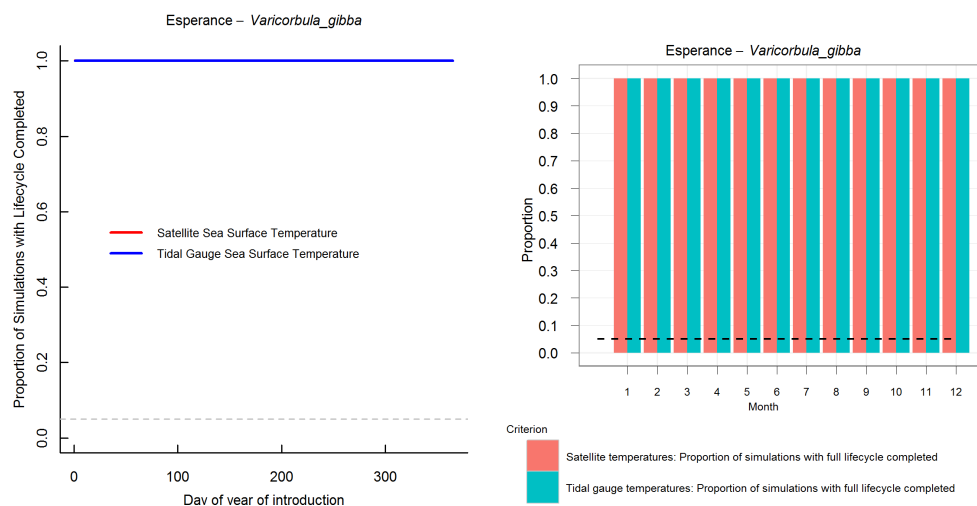 Esperance – Varicorbula_gibba
Proportion of Simulations with Lifecycle Completed
1.0
0.8
0.6
0.4
0.2
0.0
Satellite Sea Surface Temperature
Tidal Gauge Sea Surface Temperature
0 100 200 300
Day of year of introduction
Esperance – Varicorbula_gibba
Proportion
1.0
0.9
0.8
0.7
0.6
0.5
0.4
0.3
0.2
0.1
0.0
1 2 3 4 5 6 7 8 9 10 11 12
Month
Criterion
Satellite temperatures: Proportion of simulations with full lifecycle completed
Tidal gauge temperatures: Proportion of simulations with full lifecycle completed